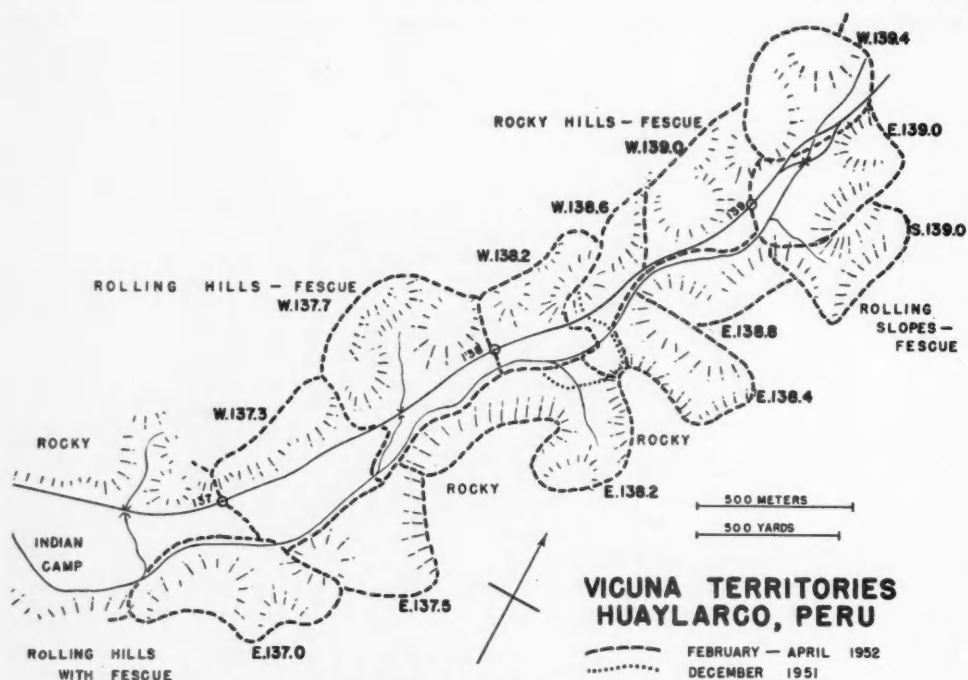 W.139.4
ROCKY HILLS – FESCUE
E.139.0
W.139.0
W.138.6
139
S.139.0
W.138.2
ROLLING HILLS – FESCUE
W.137.7
ROLLING
SLOPES–
FESCUE
E.138.8
138
W.137.3
E.138.4
ROCKY
ROCKY
ROCKY
E.138.2
137
500 METERS
500 YARDS
INDIAN
CAMP
VICUNA TERRITORIES
HUAYLARCO, PERU
E.137.5
E.137.0
FEBRUARY — APRIL 1952
DECEMBER 1951
ROLLING HILLS
WITH FESCUE